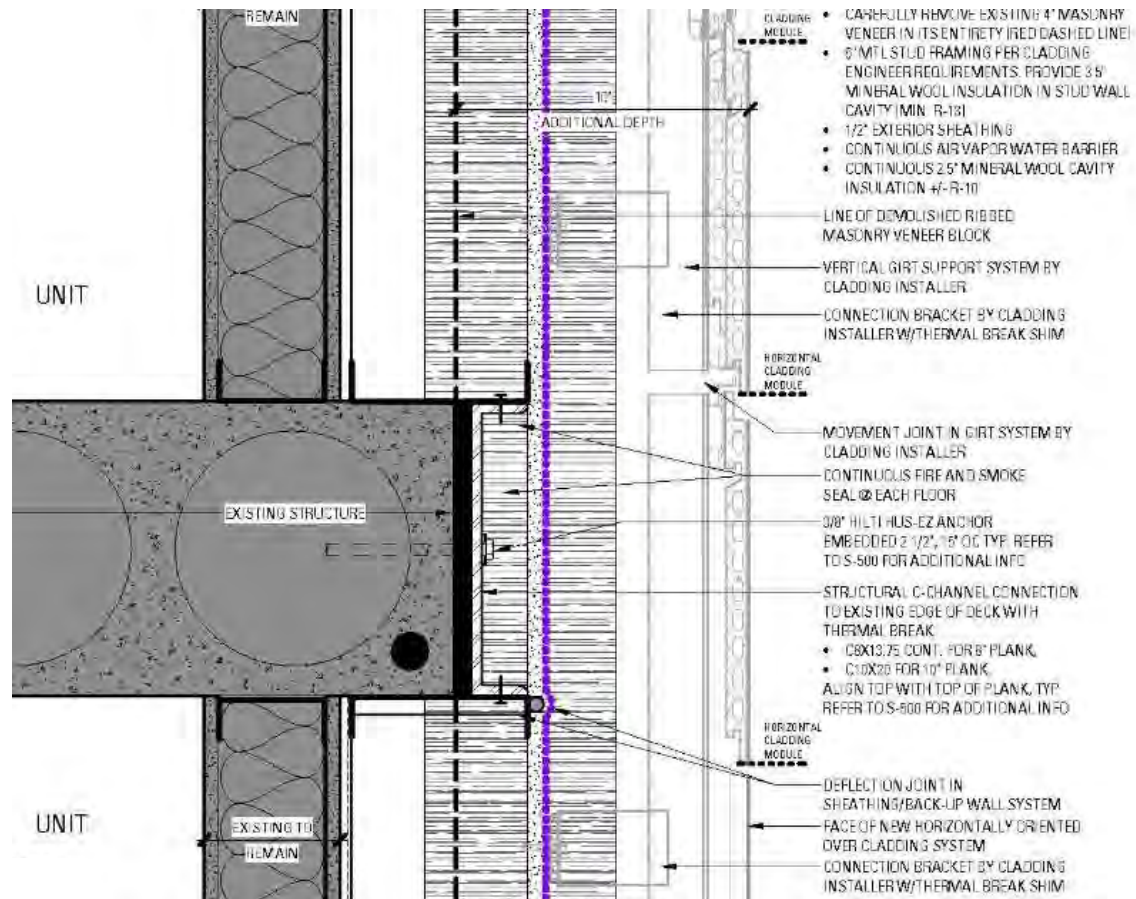 REMAIN
CLADDING
MODULE
• CAREFULLY REMOVE EXISTING 4" MASONRY
VENEER IN ITS ENTIRETY (RED DASHED LINE)
• 6" MTL STUD FRAMING PER CLADDING
ENGINEER REQUIREMENTS. PROVIDE 3.5"
MINERAL WOOL INSULATION IN STUD WALL
CAVITY (MIN. R-13)
• 1/2" EXTERIOR SHEATHING
• CONTINUOUS AIR VAPOR WATER BARRIER
• CONTINUOUS 2.5" MINERAL WOOL CAVITY
INSULATION +/- R-10
10"
ADDITIONAL DEPTH
LINE OF DEMOLISHED RIBBED
MASONRY VENEER BLOCK
VERTICAL GIRT SUPPORT SYSTEM BY
CLADDING INSTALLER
UNIT
CONNECTION BRACKET BY CLADDING
INSTALLER W/THERMAL BREAK SHIM
HORIZONTAL
CLADDING
MODULE
MOVEMENT JOINT IN GIRT SYSTEM BY
CLADDING INSTALLER
CONTINUOUS FIRE AND SMOKE
SEAL @ EACH FLOOR
EXISTING STRUCTURE
3/8" HILTI HUS-EZ ANCHOR
EMBEDDED 2 1/2", 16" OC TYP. REFER
TO S-500 FOR ADDITIONAL INFO
STRUCTURAL C-CHANNEL CONNECTION
TO EXISTING EDGE OF DECK WITH
THERMAL BREAK
• C8X13.75 CONT. FOR 8" PLANK,
• C10X20 FOR 10" PLANK,
ALIGN TOP WITH TOP OF PLANK, TYP
REFER TO S-500 FOR ADDITIONAL INFO
HORIZONTAL
CLADDING
MODULE
DEFLECTION JOINT IN
SHEATHING/BACK-UP WALL SYSTEM
UNIT
EXISTING TO
REMAIN
FACE OF NEW HORIZONTALLY ORIENTED
OVER CLADDING SYSTEM
CONNECTION BRACKET BY CLADDING
INSTALLER W/THERMAL BREAK SHIM